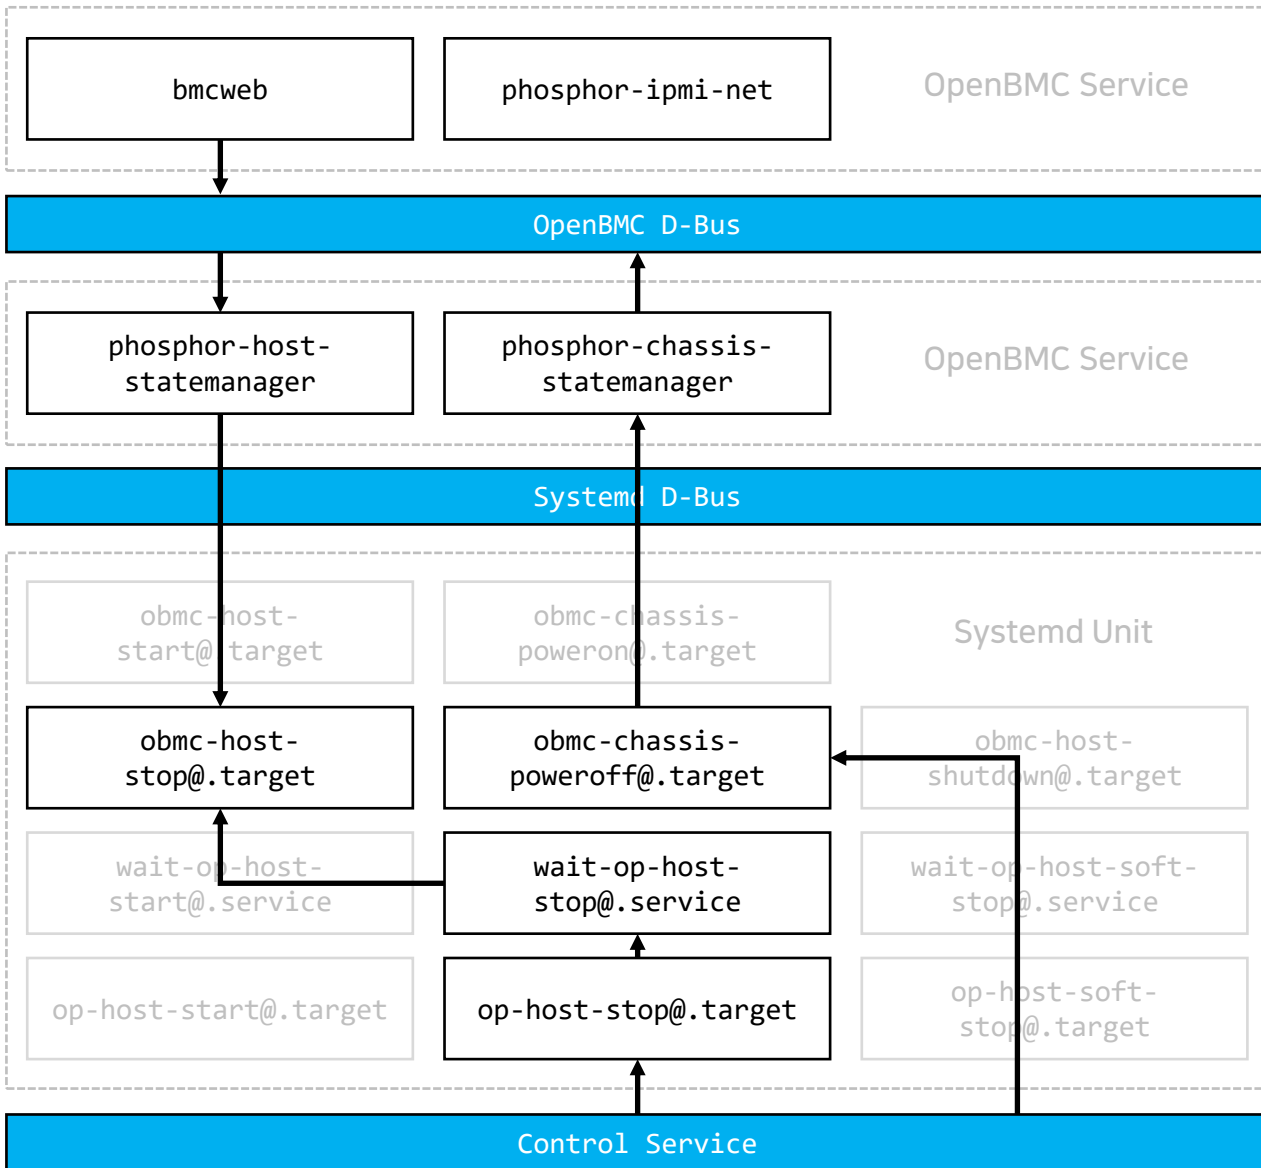 bmcweb
phosphor-ipmi-net
OpenBMC Service
OpenBMC D-Bus
phosphor-host-
statemanager
phosphor-chassis-
statemanager
OpenBMC Service
Systemd D-Bus
obmc-host-
start@.target
obmc-chassis-
poweron@.target
Systemd Unit
obmc-host-
stop@.target
obmc-chassis-
poweroff@.target
obmc-host-
shutdown@.target
wait-op-host-
start@.service
wait-op-host-
stop@.service
wait-op-host-soft-
stop@.service
op-host-start@.target
op-host-stop@.target
op-host-soft-
stop@.target
Control Service